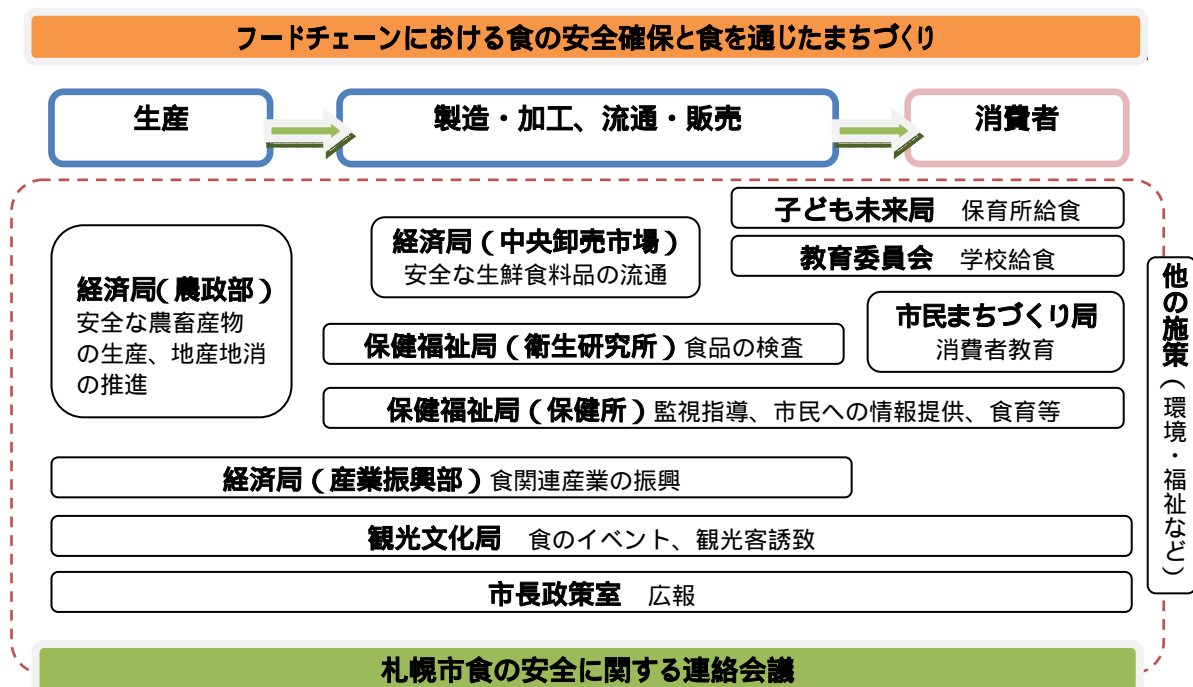 フードチェーンにおける食の安全確保と食を通じたまちづくり
生産
製造・加工、流通・販売
消費者
子ども未来局 保育所給食
教育委員会 学校給食
経済局(中央卸売市場)
安全な生鮮食料品の流通
経済局(農政部)
安全な農畜産物
の生産、地産地消
の推進
市民まちづくり局
消費者教育
保健福祉局(衛生研究所)食品の検査
保健福祉局(保健所)監視指導、市民への情報提供、食育等
経済局(産業振興部)食関連産業の振興
観光文化局 食のイベント、観光客誘致
市長政策室 広報
他の施策(環境・福祉など)
札幌市食の安全に関する連絡会議